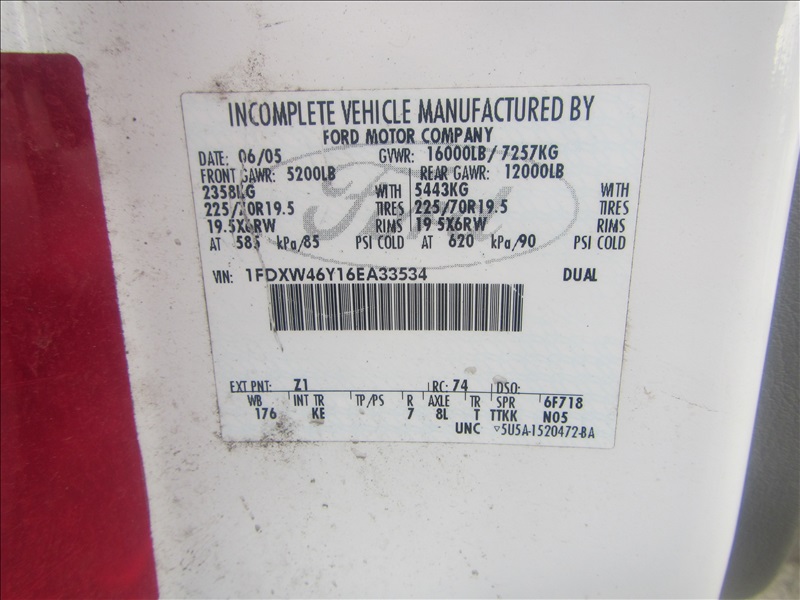 INCOMPLETE VEHICLE MANUFACTURED BY
FORD MOTOR COMPANY
DATE: 06/05 GVWR: 16000LB / 7257KG
FRONT GAWR: 5200LB REAR GAWR: 12000LB
2358KG WITH 5443KG WITH
225/70R19.5 TIRES 225/70R19.5 TIRES
19.5X6RW RIMS 19.5X6RW RIMS
AT 585 kPa/85 PSI COLD AT 620 kPa/90 PSI COLD
Ford
VIN: 1FDXW46Y16EA33534 DUAL
EXT PNT: Z1 RC: 74 DSO:
WB INT TR TP/PS R AXLE TR SPR 6F718
176 KE 7 8L T TTKK N05
UNC ▽5U5A-1520472-BA